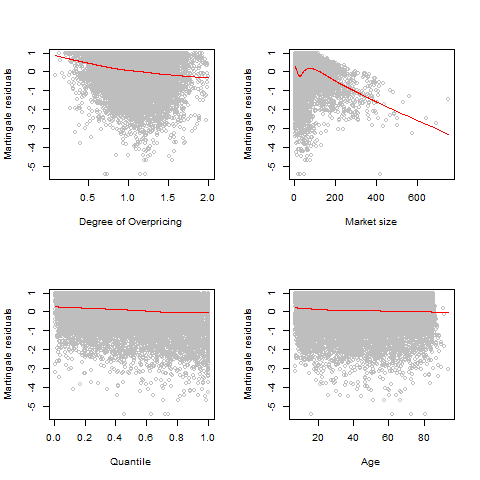 Martingale residuals
1
0
-1
-2
-3
-4
-5
0.5 1.0 1.5 2.0
Degree of Overpricing
Martingale residuals
1
0
-1
-2
-3
-4
-5
0 200 400 600
Market size
Martingale residuals
1
0
-1
-2
-3
-4
-5
0.0 0.2 0.4 0.6 0.8 1.0
Quantile
Martingale residuals
1
0
-1
-2
-3
-4
-5
20 40 60 80
Age